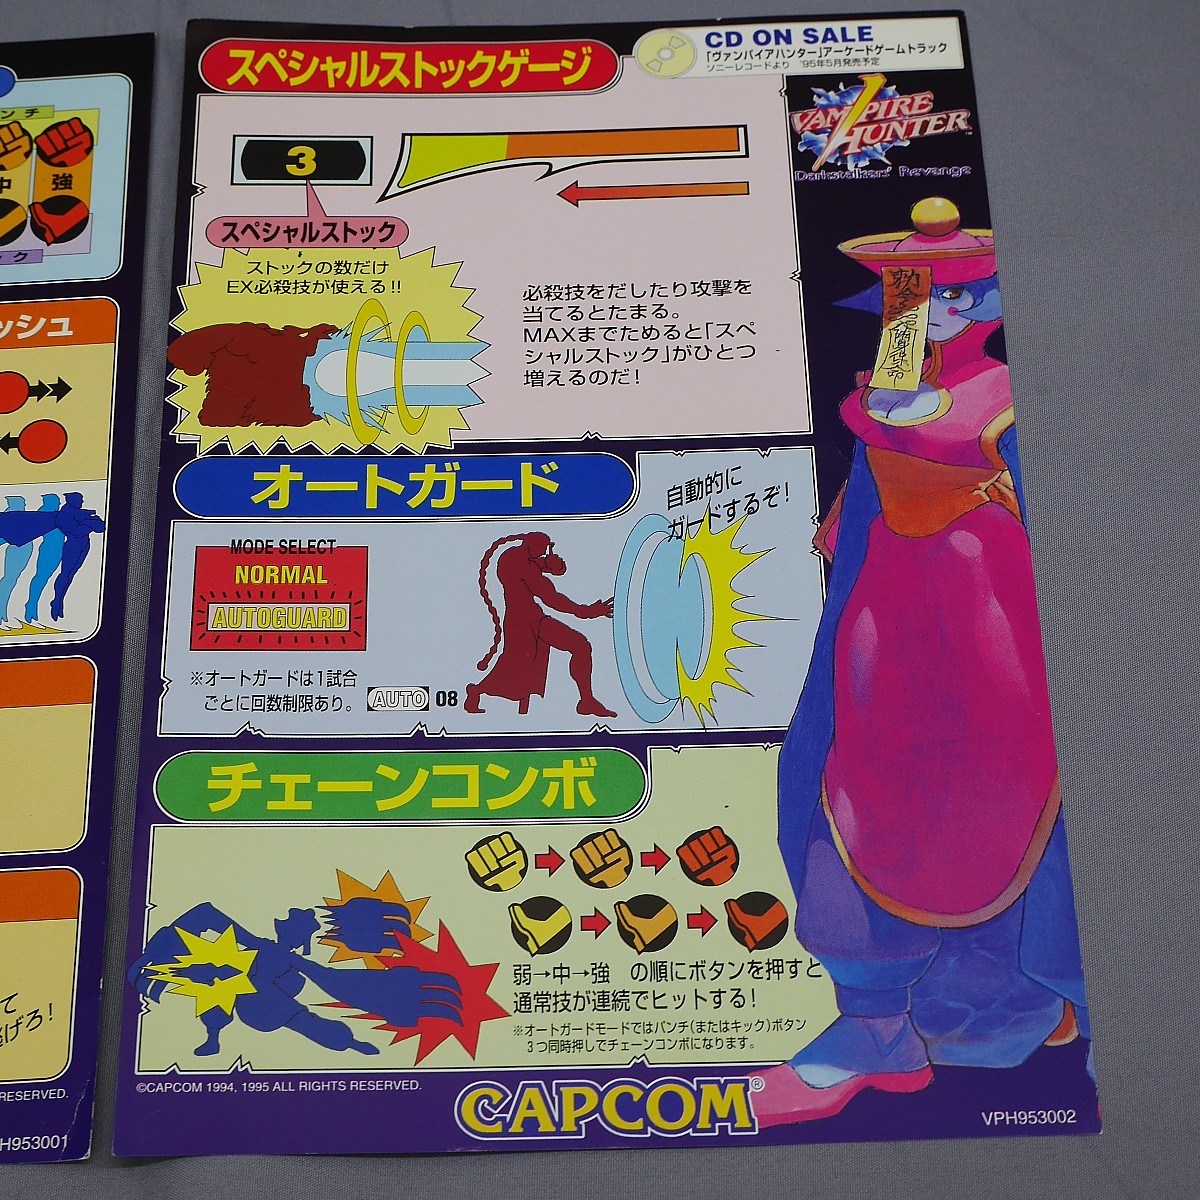 ンチ
中
強
ック
ッシュ
て
げろ!
RESERVED.
H953001
スペシャルストックゲージ
CD ON SALE
「ヴァンパイアハンター」アーケードゲームトラック
ソニーレコードより '95年5月発売予定
VAMPIRE
HUNTER
Darkstalkers' Revenge
3
スペシャルストック
ストックの数だけ
EX必殺技が使える!!
必殺技をだしたり攻撃を
当てるとたまる。
MAXまでためると「スペ
シャルストック」がひとつ
増えるのだ!
オートガード
自動的に
ガードするぞ!
MODE SELECT
NORMAL
AUTOGUARD
※オートガードは1試合
ごとに回数制限あり。 AUTO 08
チェーンコンボ
弱→中→強 の順にボタンを押すと
通常技が連続でヒットする!
※オートガードモードではパンチ(またはキック)ボタン
3つ同時押しでチェーンコンボになります。
©CAPCOM 1994, 1995 ALL RIGHTS RESERVED.
CAPCOM®
VPH953002